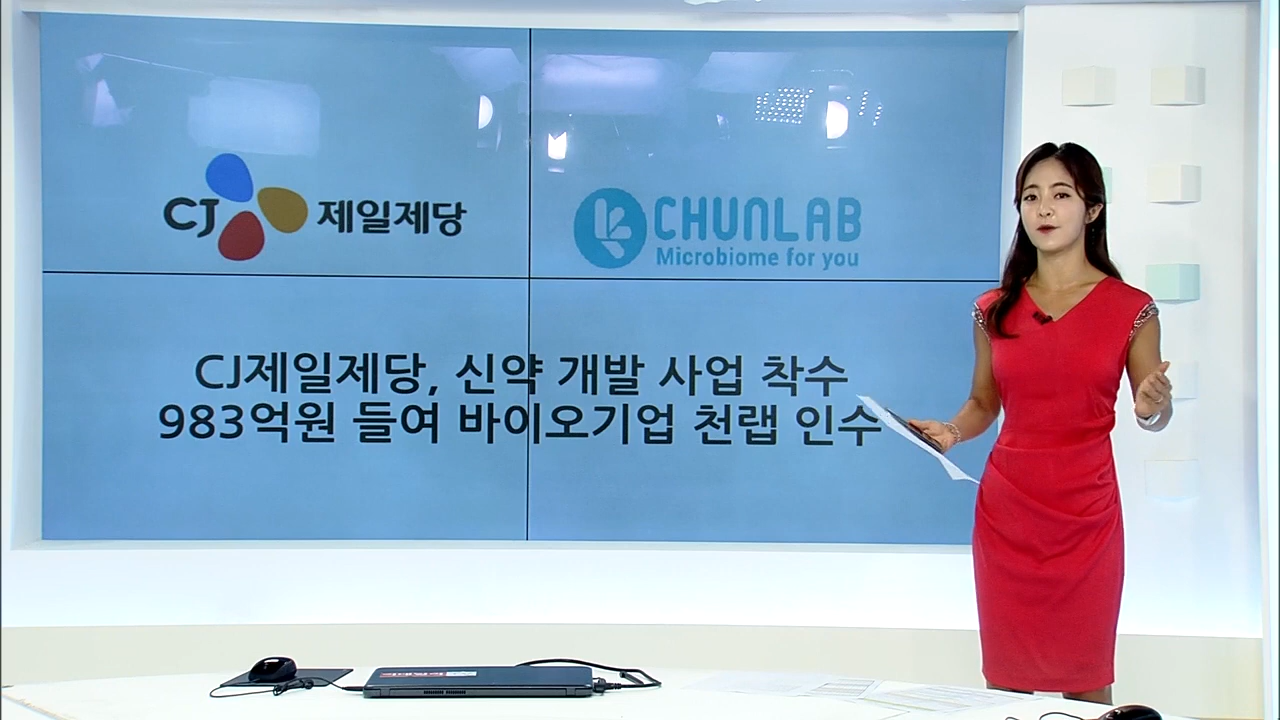 CJ 제일제당
CHUNLAB
Microbiome for you
CJ제일제당, 신약 개발 사업 착수
983억원 들여 바이오기업 천랩 인수